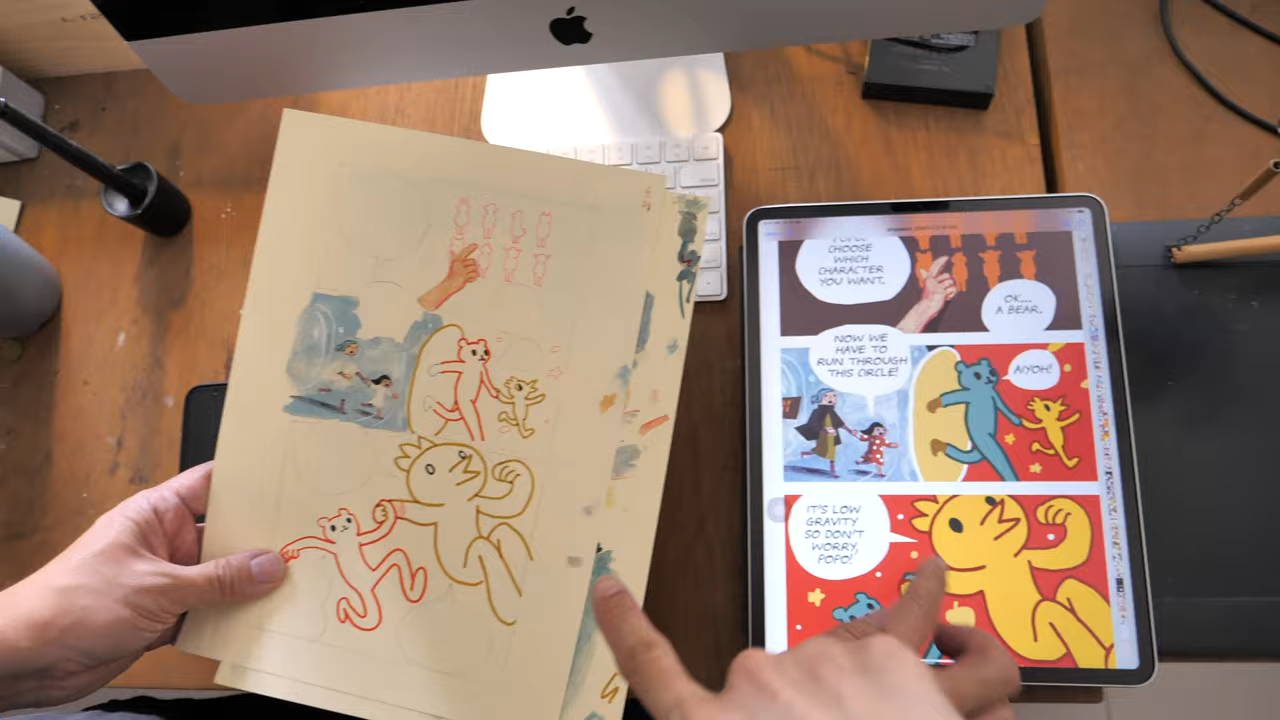 CHOOSE
WHICH
CHARACTER
YOU WANT.
OK...
A BEAR.
NOW WE
HAVE TO
RUN THROUGH
THIS CIRCLE!
AIYOH!
IT'S LOW
GRAVITY
SO DON'T
WORRY,
POPO!